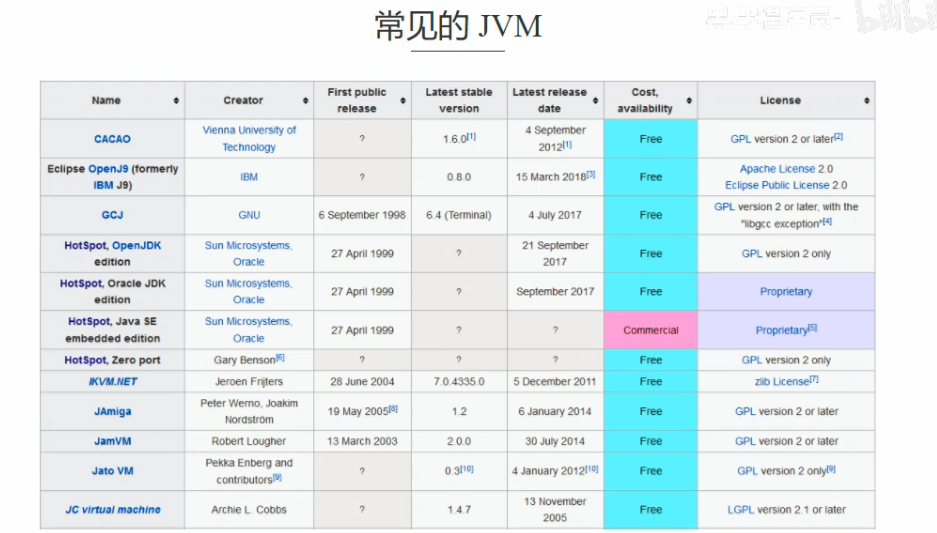 常见的 JVM
黑马程序员- bilibili
Name Creator First public release Latest stable version Latest release date Cost, availability License
CACAO Vienna University of Technology ? 1.6.0[1] 4 September 2012[1] Free GPL version 2 or later[2]
Eclipse OpenJ9 (formerly IBM J9) IBM ? 0.8.0 15 March 2018[3] Free Apache License 2.0 Eclipse Public License 2.0
GCJ GNU 6 September 1998 6.4 (Terminal) 4 July 2017 Free GPL version 2 or later, with the "libgcc exception"[4]
HotSpot, OpenJDK edition Sun Microsystems, Oracle 27 April 1999 ? 21 September 2017 Free GPL version 2 only
HotSpot, Oracle JDK edition Sun Microsystems, Oracle 27 April 1999 ? September 2017 Free Proprietary
HotSpot, Java SE embedded edition Sun Microsystems, Oracle 27 April 1999 ? ? Commercial Proprietary[5]
HotSpot, Zero port Gary Benson[6] ? ? ? Free GPL version 2 only
IKVM.NET Jeroen Frijters 28 June 2004 7.0.4335.0 5 December 2011 Free zlib License[7]
JAmiga Peter Werno, Joakim Nordström 19 May 2005[8] 1.2 6 January 2014 Free GPL version 2 or later
JamVM Robert Lougher 13 March 2003 2.0.0 30 July 2014 Free GPL version 2 or later
Jato VM Pekka Enberg and contributors[9] ? 0.3[10] 4 January 2012[10] Free GPL version 2 only[9]
JC virtual machine Archie L. Cobbs ? 1.4.7 13 November 2005 Free LGPL version 2.1 or later